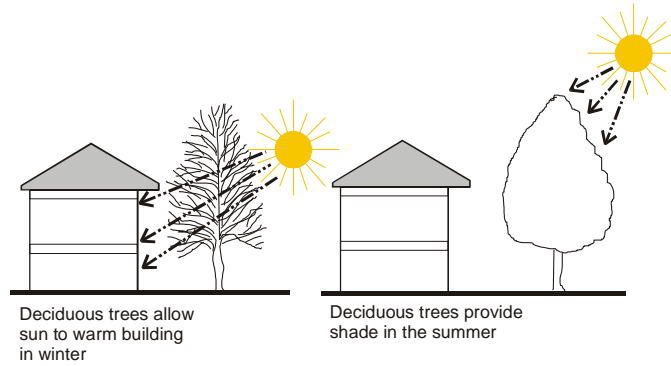 Deciduous trees allow
sun to warm building
in winter
Deciduous trees provide
shade in the summer